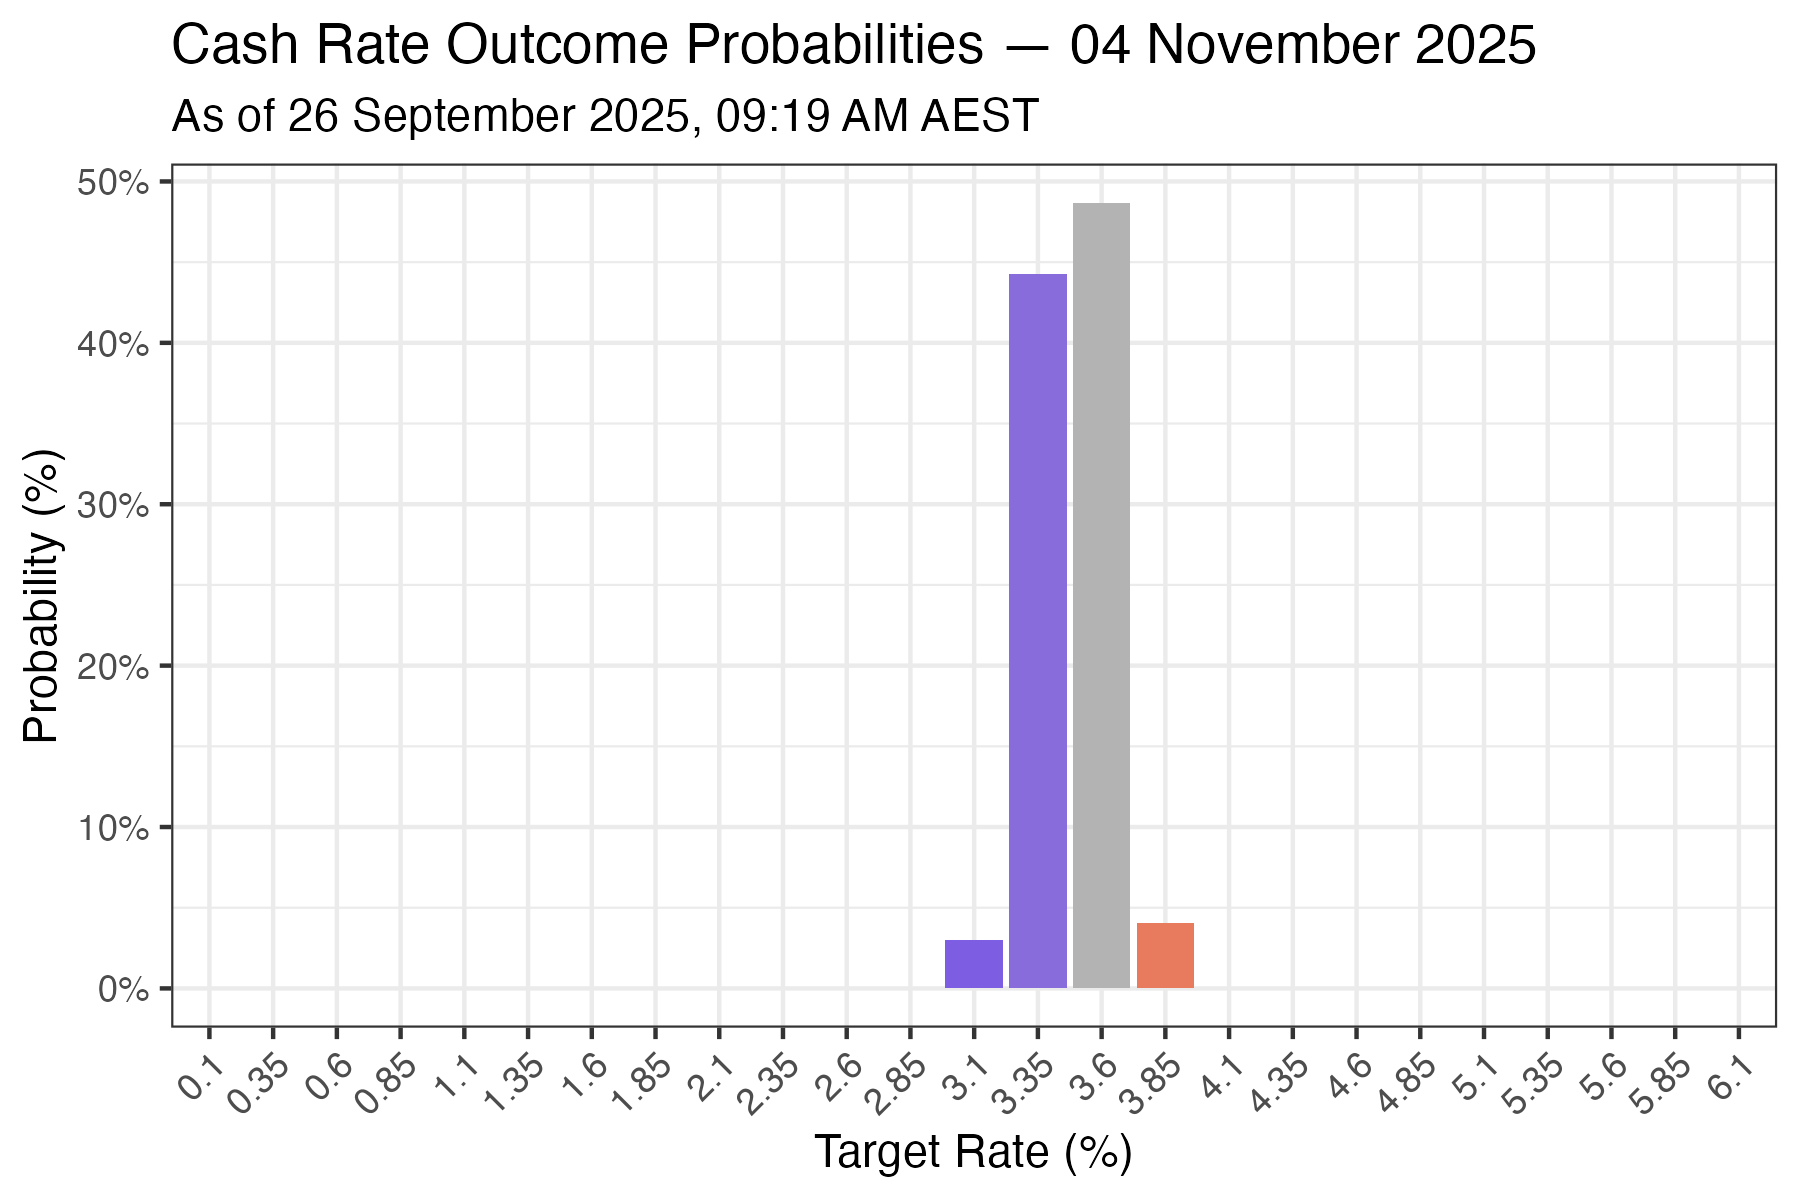 Cash Rate Outcome Probabilities — 04 November 2025
As of 26 September 2025, 09:19 AM AEST
Probability (%)
50%
40%
30%
20%
10%
0%
0.1 0.35 0.6 0.85 1.1 1.35 1.6 1.85 2.1 2.35 2.6 2.85 3.1 3.35 3.6 3.85 4.1 4.35 4.6 4.85 5.1 5.35 5.6 5.85 6.1
Target Rate (%)